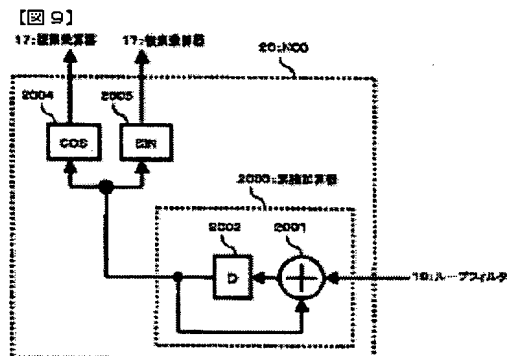 [図 9]
17:複素乗算器
17:複素乗算器
20:NCO
2004
2005
COS
SIN
2000:累積加算器
2002
2001
D
+
19:ループフィルタ